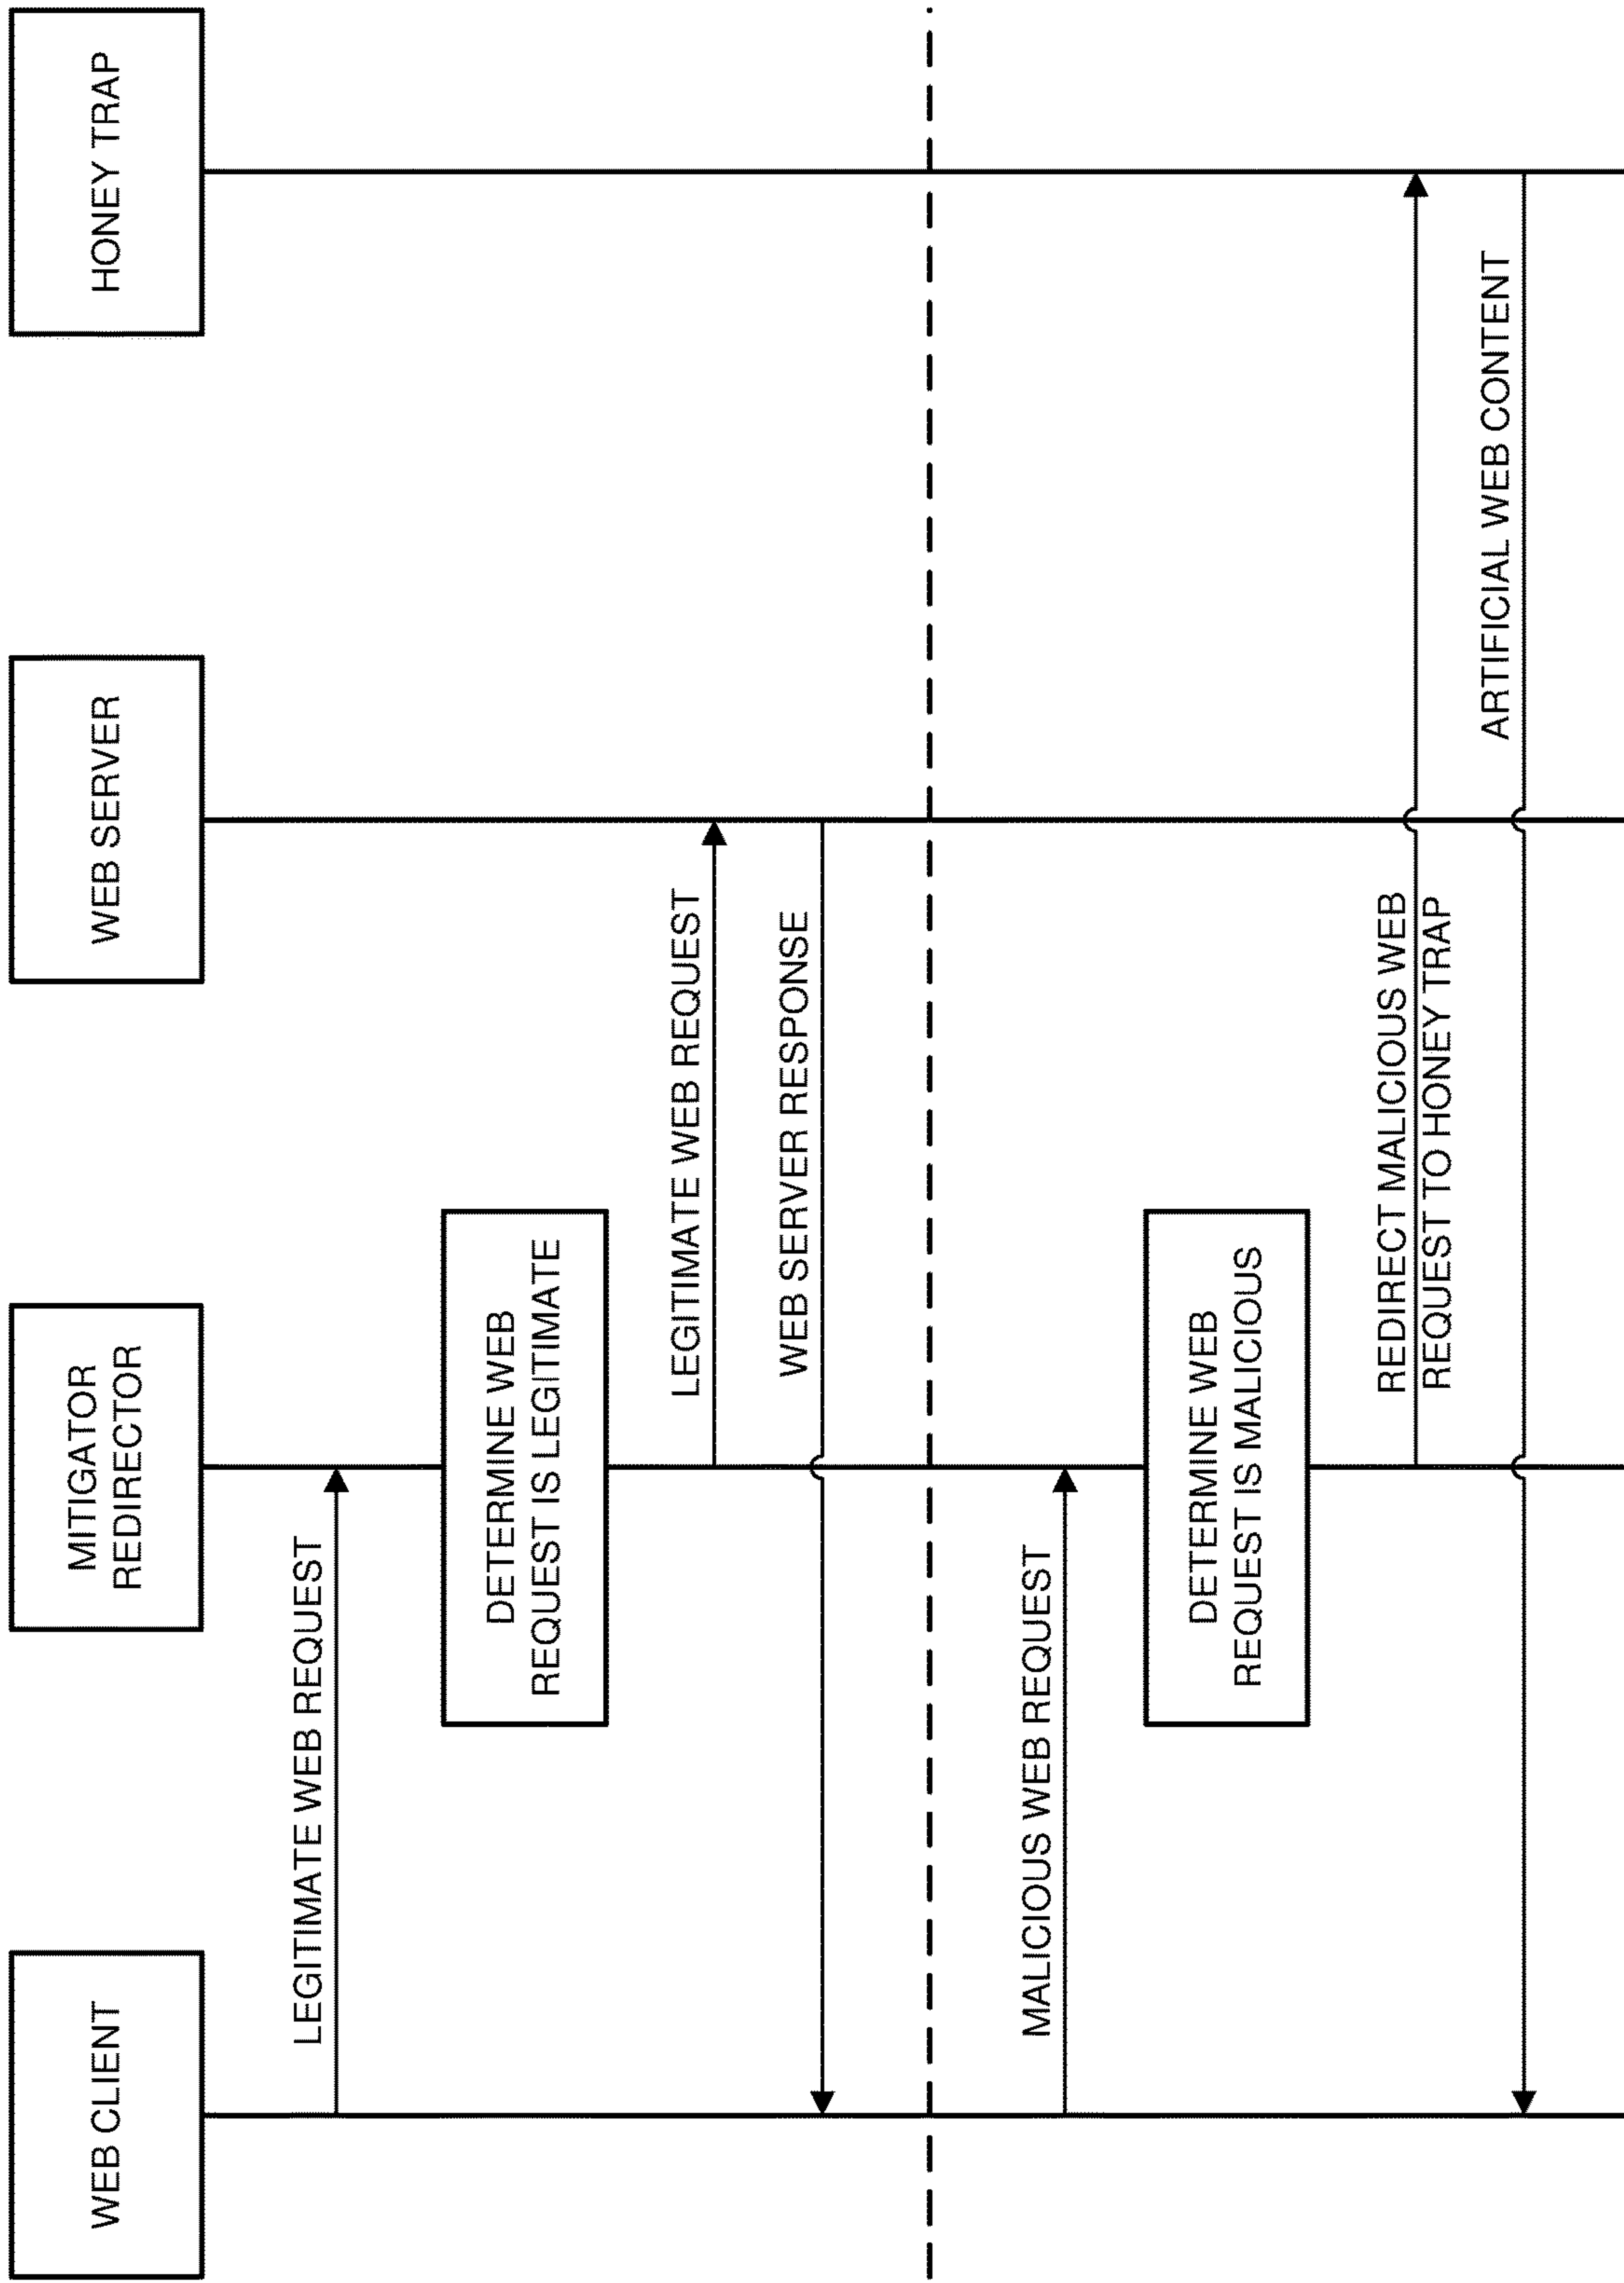 WEB CLIENT
MITIGATOR
REDIRECTOR
WEB SERVER
HONEY TRAP
LEGITIMATE WEB REQUEST
DETERMINE WEB
REQUEST IS LEGITIMATE
LEGITIMATE WEB REQUEST
WEB SERVER RESPONSE
MALICIOUS WEB REQUEST
DETERMINE WEB
REQUEST IS MALICIOUS
REDIRECT MALICIOUS WEB
REQUEST TO HONEY TRAP
ARTIFICIAL WEB CONTENT